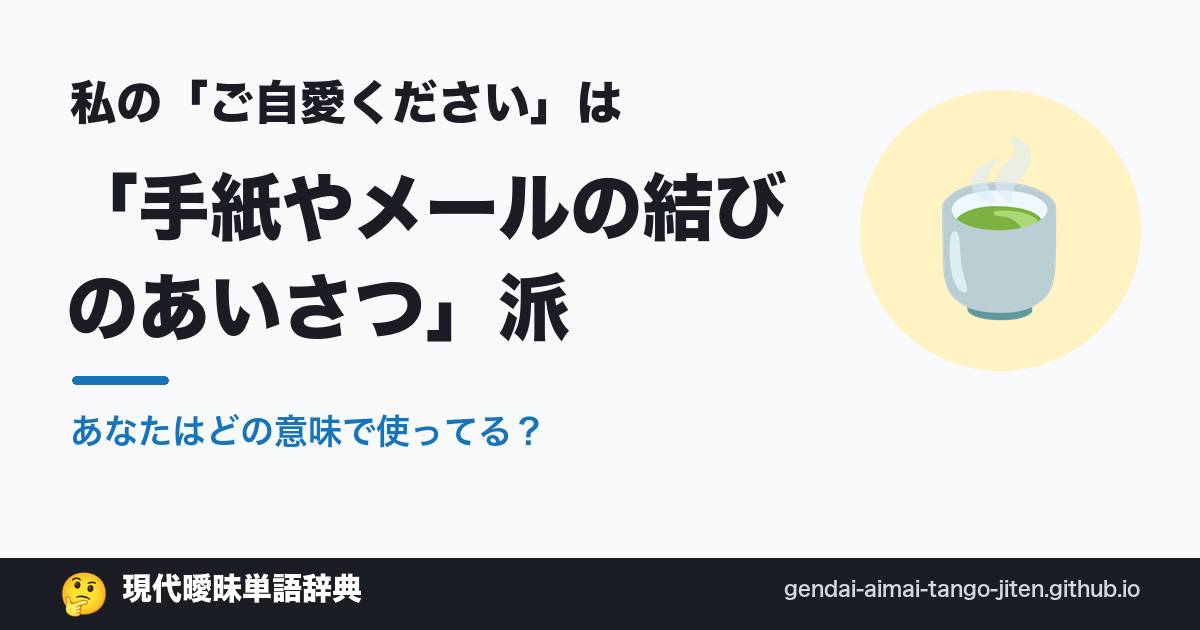 私の「ご自愛ください」は
「手紙やメールの結び
のあいさつ」派
あなたはどの意味で使ってる？
現代曖昧単語辞典
gendai-aimai-tango-jiten.github.io